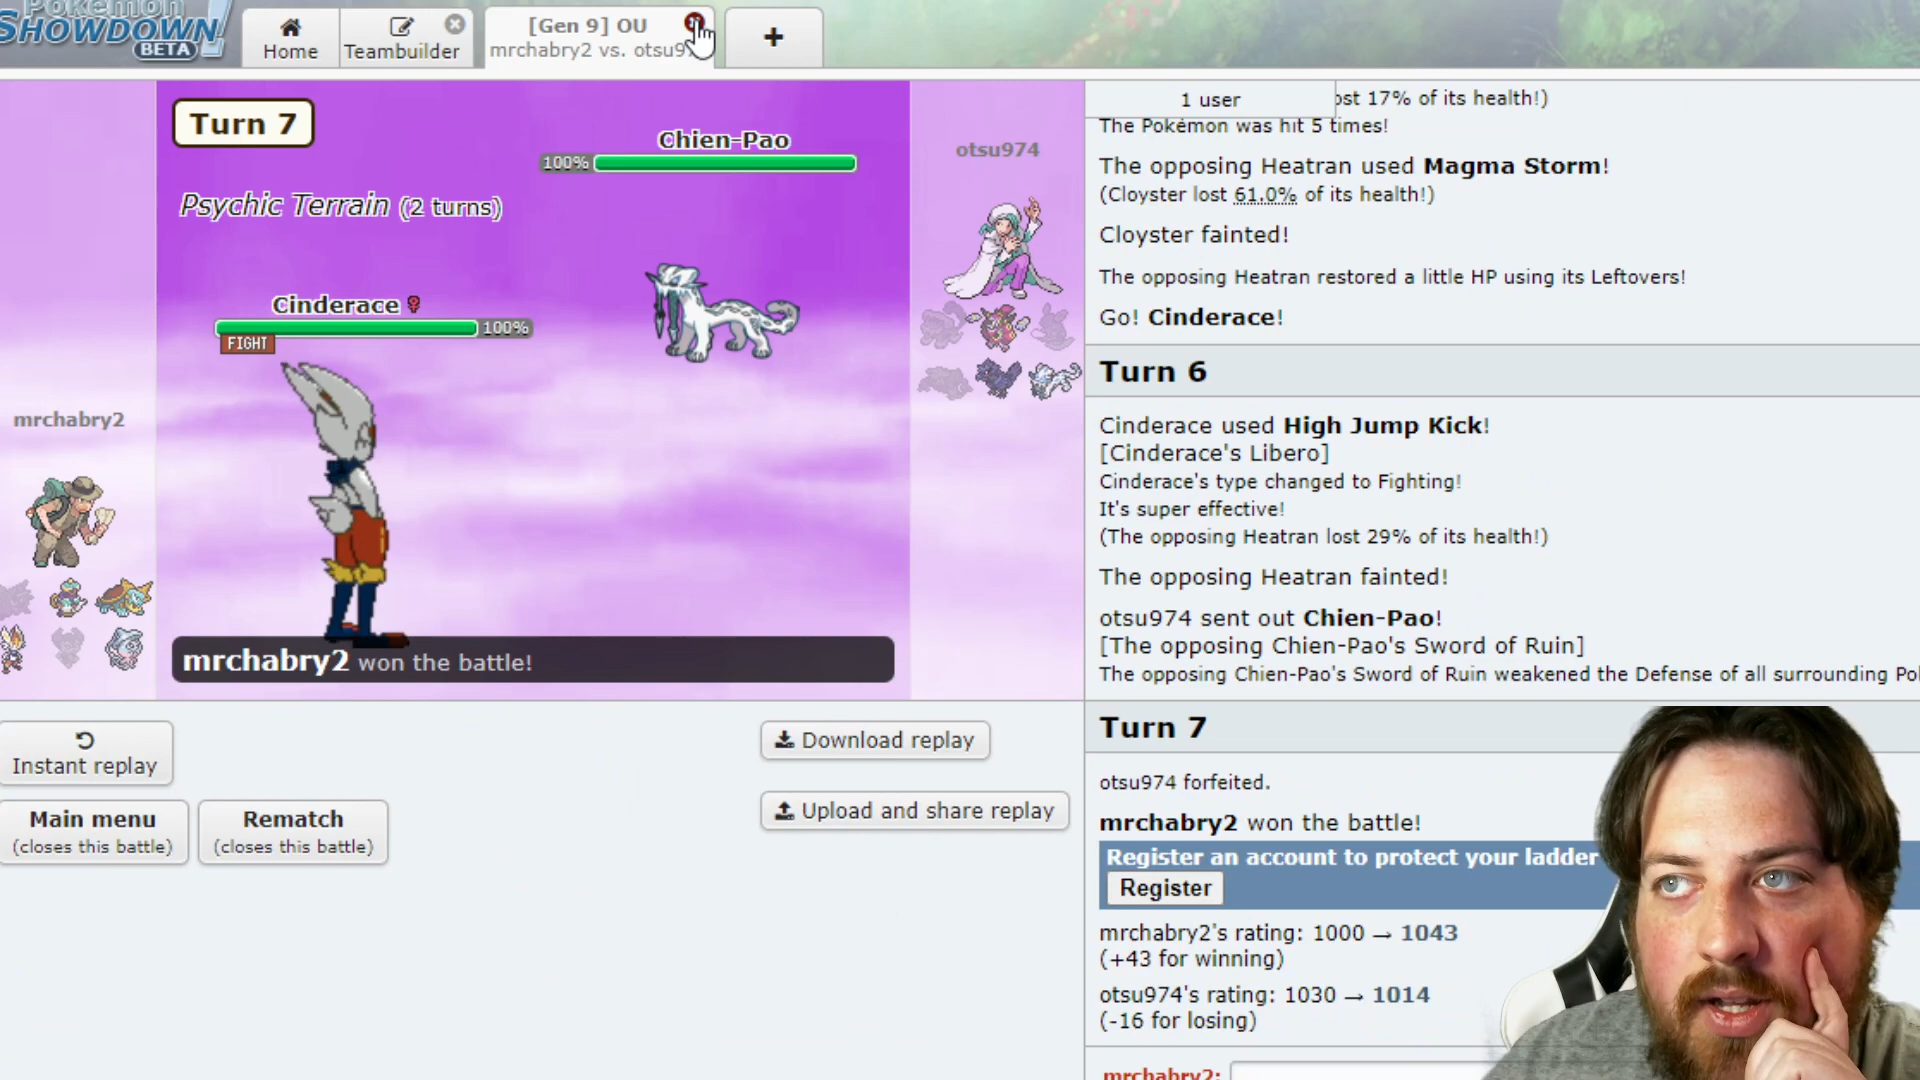 Pokémon
SHOWDOWN!
BETA
Home
Teambuilder
[Gen 9] OU
mrchabry2 vs. otsu9
+
Turn 7
Chien-Pao
100%
otsu974
Psychic Terrain (2 turns)
Cinderace ♀
100%
FIGHT
mrchabry2
mrchabry2 won the battle!
Instant replay
Download replay
Upload and share replay
Main menu
(closes this battle)
Rematch
(closes this battle)
1 user
ost 17% of its health!)
The Pokémon was hit 5 times!
The opposing Heatran used Magma Storm!
(Cloyster lost 61.0% of its health!)
Cloyster fainted!
The opposing Heatran restored a little HP using its Leftovers!
Go! Cinderace!
Turn 6
Cinderace used High Jump Kick!
[Cinderace's Libero]
Cinderace's type changed to Fighting!
It's super effective!
(The opposing Heatran lost 29% of its health!)
The opposing Heatran fainted!
otsu974 sent out Chien-Pao!
[The opposing Chien-Pao's Sword of Ruin]
The opposing Chien-Pao's Sword of Ruin weakened the Defense of all surrounding Po
Turn 7
otsu974 forfeited.
mrchabry2 won the battle!
Register an account to protect your ladder
Register
mrchabry2's rating: 1000 → 1043
(+43 for winning)
otsu974's rating: 1030 → 1014
(-16 for losing)
mrchabry2: